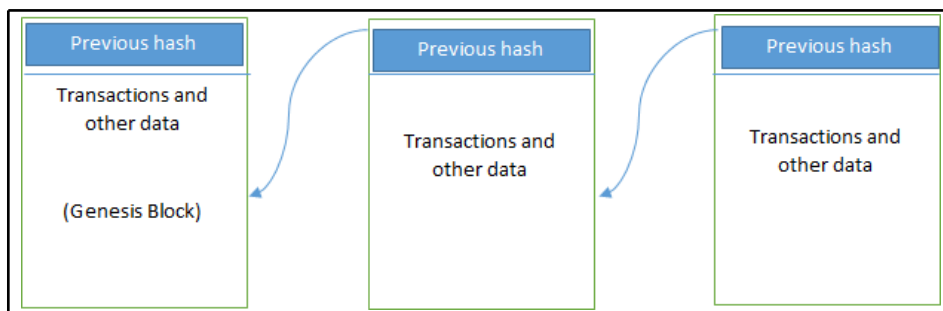 Previous hash
Transactions and
other data
(Genesis Block)
Previous hash
Transactions and
other data
Previous hash
Transactions and
other data